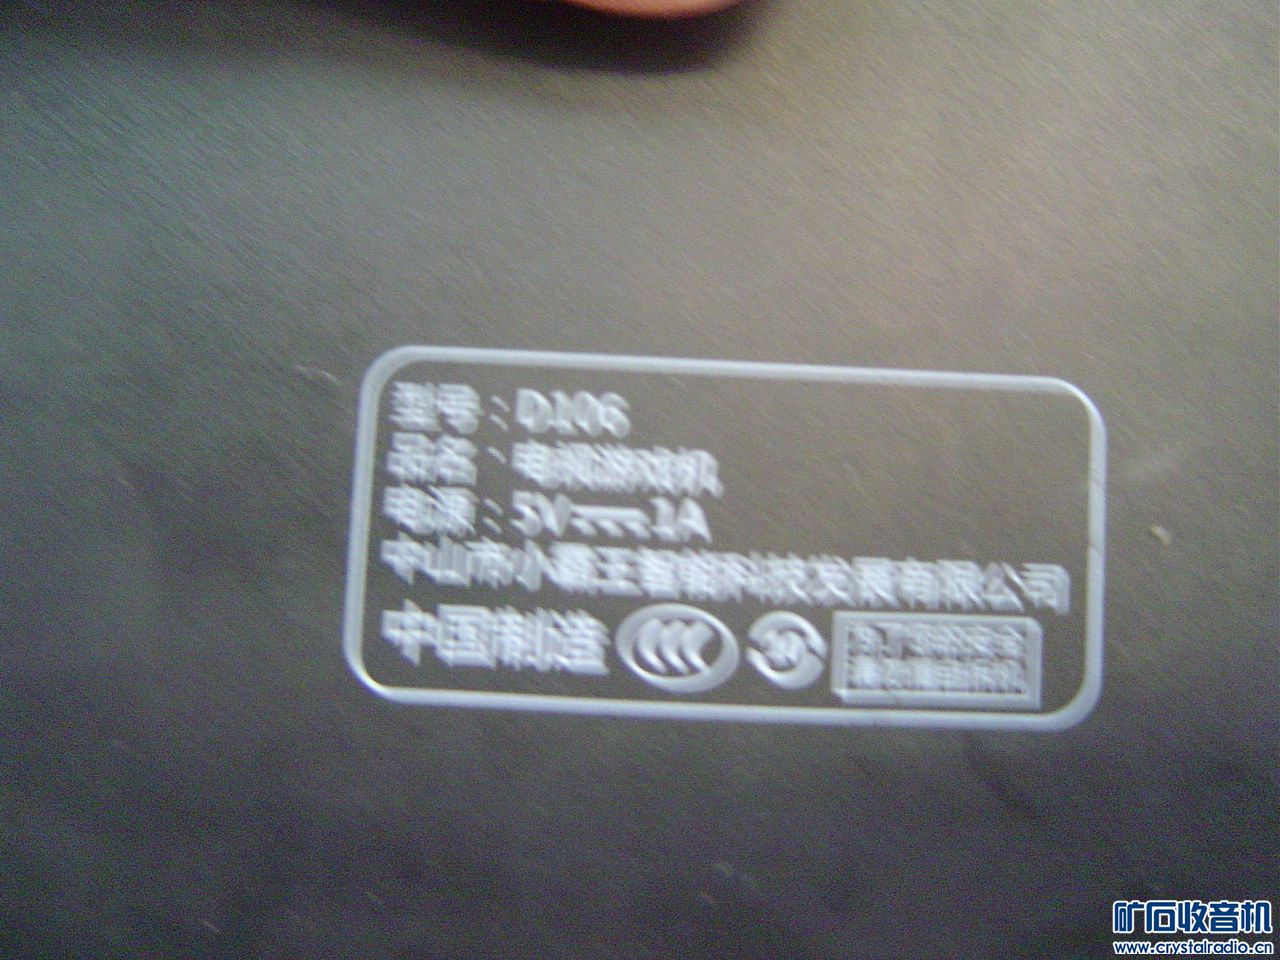 型号:D106
品名:电视游戏机
电源:5V⎓1A
中山市小霸王智能科技发展有限公司
中国制造
矿石收音机
www.crystalradio.cn